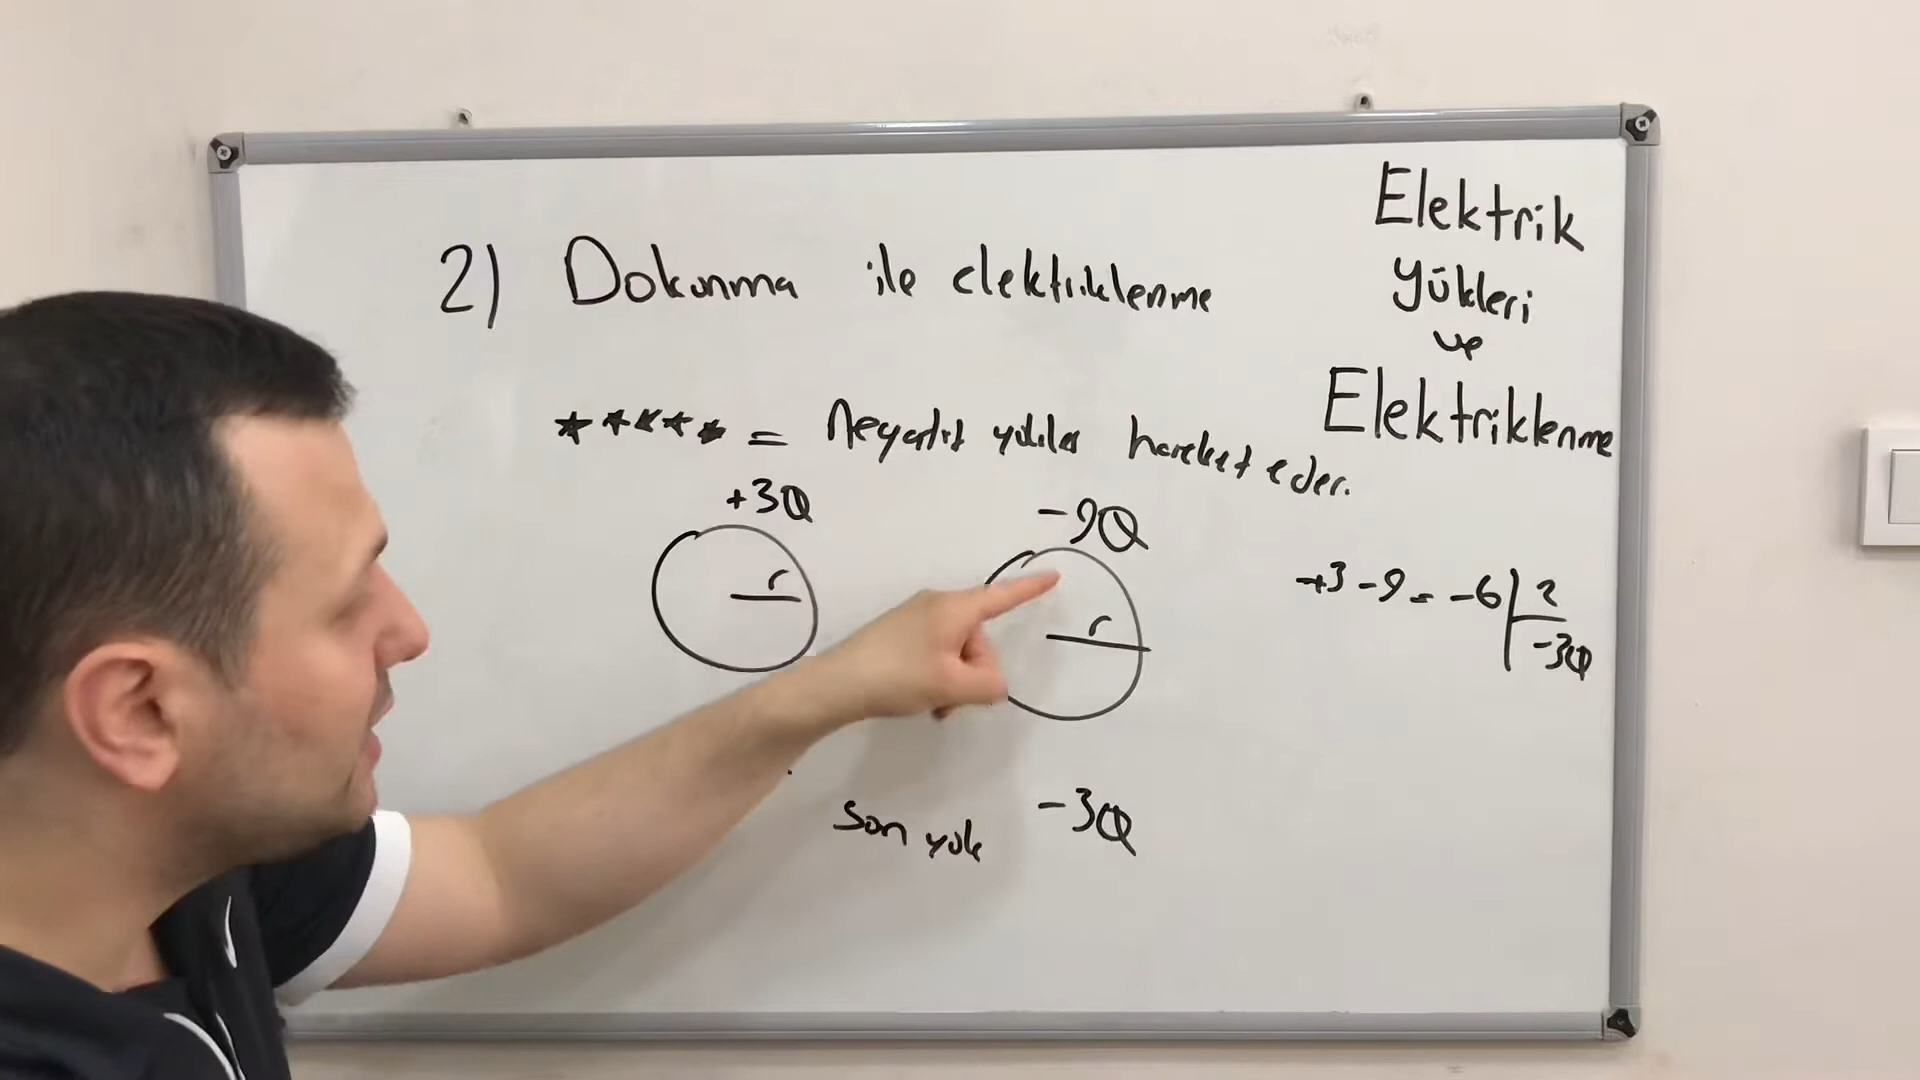 Elektrik
yükleri
ve
Elektriklenme
2) Dokunma ile elektriklenme
***** = Negatif yükler hareket eder.
+3Q
-9Q
r
r
+3 -9 = -6 | 2
-3Q
Son yük -3Q